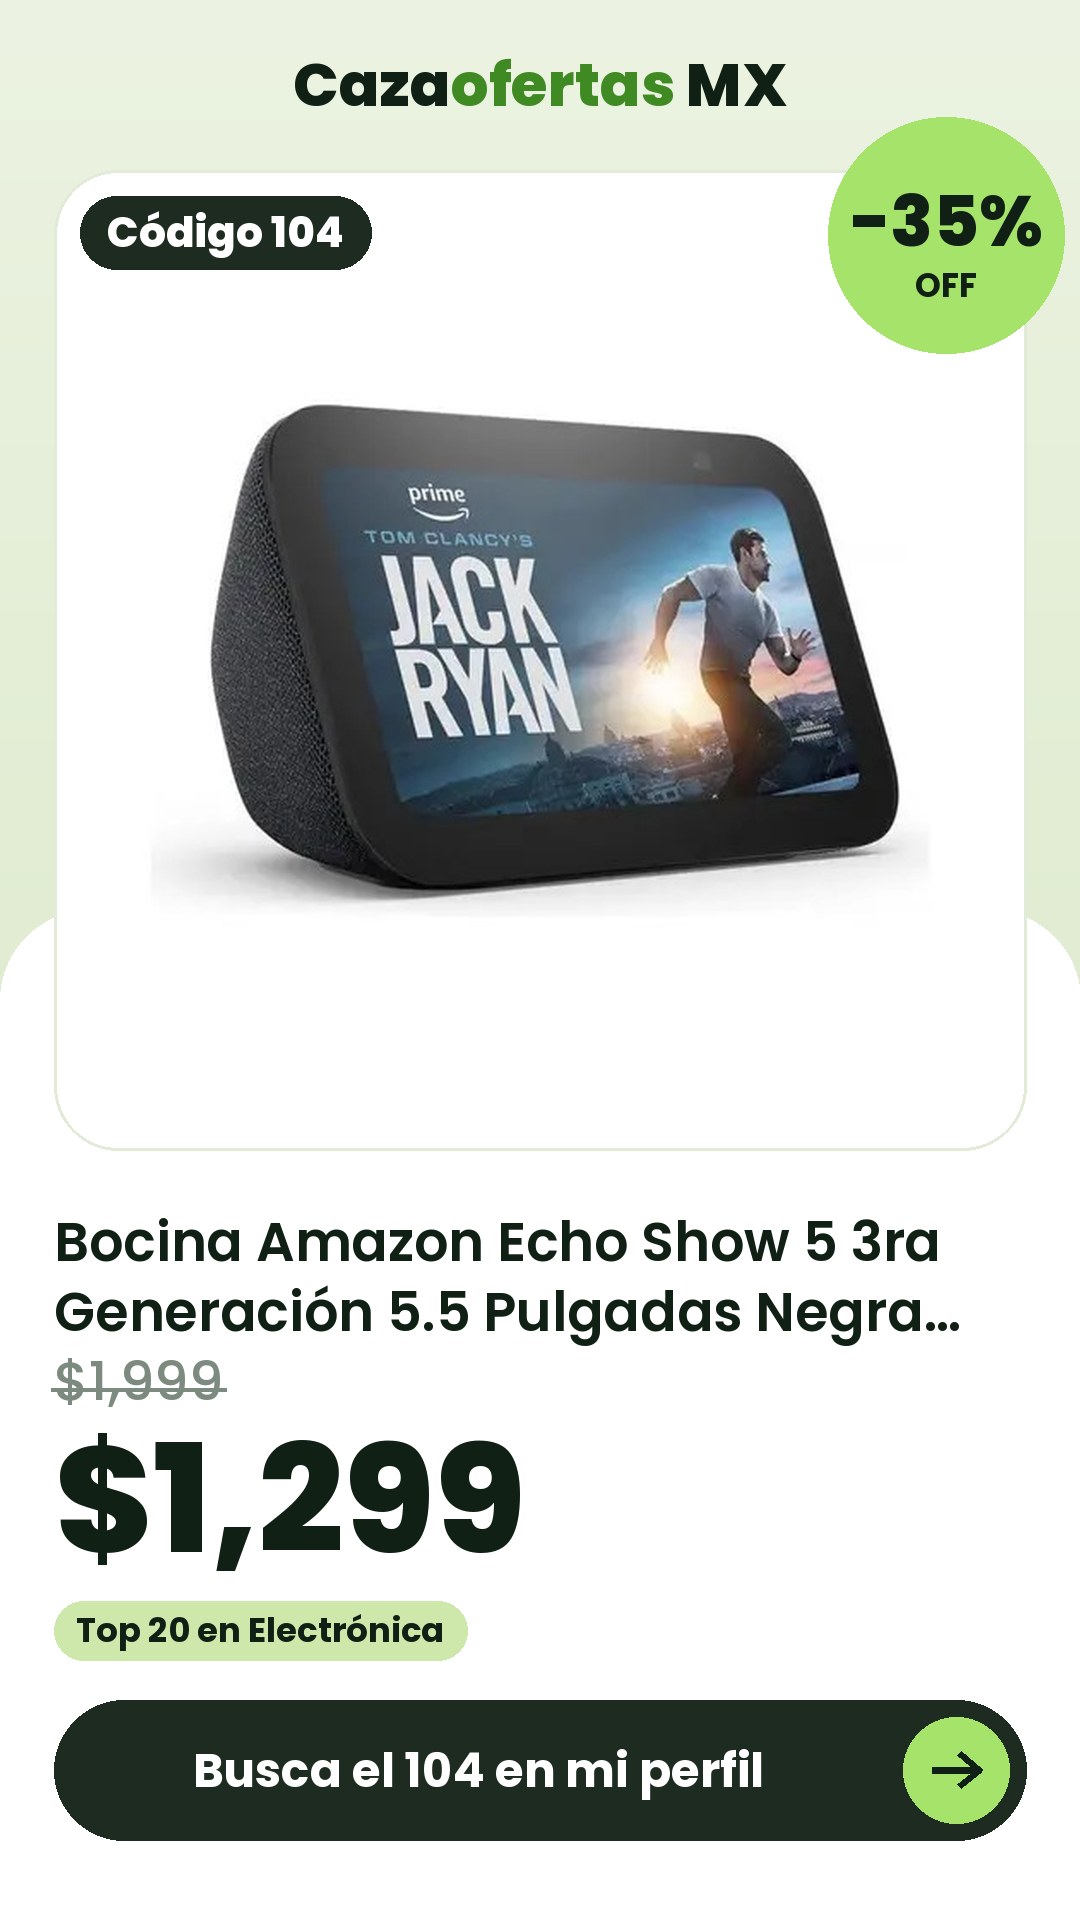 Cazaofertas MX
Código 104
-35%
OFF
prime
TOM CLANCY'S
JACK
RYAN
Bocina Amazon Echo Show 5 3ra
Generación 5.5 Pulgadas Negra...
$1,999
$1,299
Top 20 en Electrónica
Busca el 104 en mi perfil